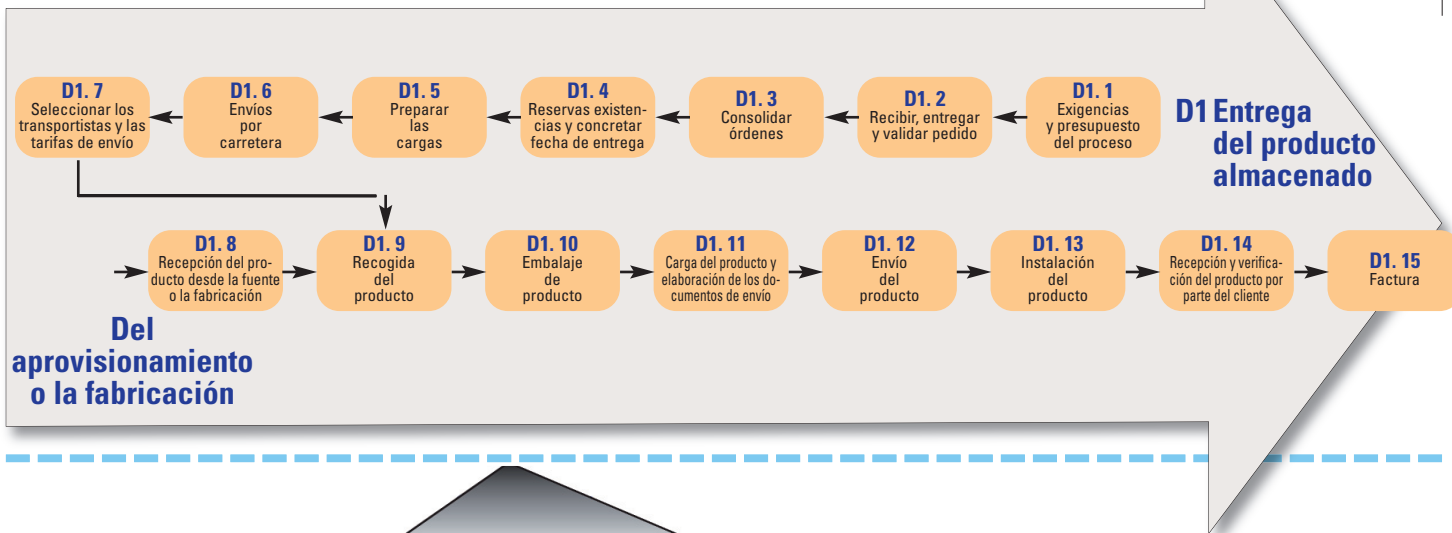 D1. 7
Seleccionar los
transportistas y las
tarifas de envío
D1. 6
Envíos
por
carretera
D1. 5
Preparar
las
cargas
D1. 4
Reservas existen-
cias y concretar
fecha de entrega
D1. 3
Consolidar
órdenes
D1. 2
Recibir, entregar
y validar pedido
D1. 1
Exigencias
y presupuesto
del proceso
D1 Entrega
del producto
almacenado
D1. 8
Recepción del pro-
ducto desde la fuente
o la fabricación
D1. 9
Recogida
del
producto
D1. 10
Embalaje
de
producto
D1. 11
Carga del producto y
elaboración de los do-
cumentos de envío
D1. 12
Envío
del
producto
D1. 13
Instalación
del
producto
D1. 14
Recepción y verifica-
ción del producto por
parte del cliente
D1. 15
Factura
Del
aprovisionamiento
o la fabricación